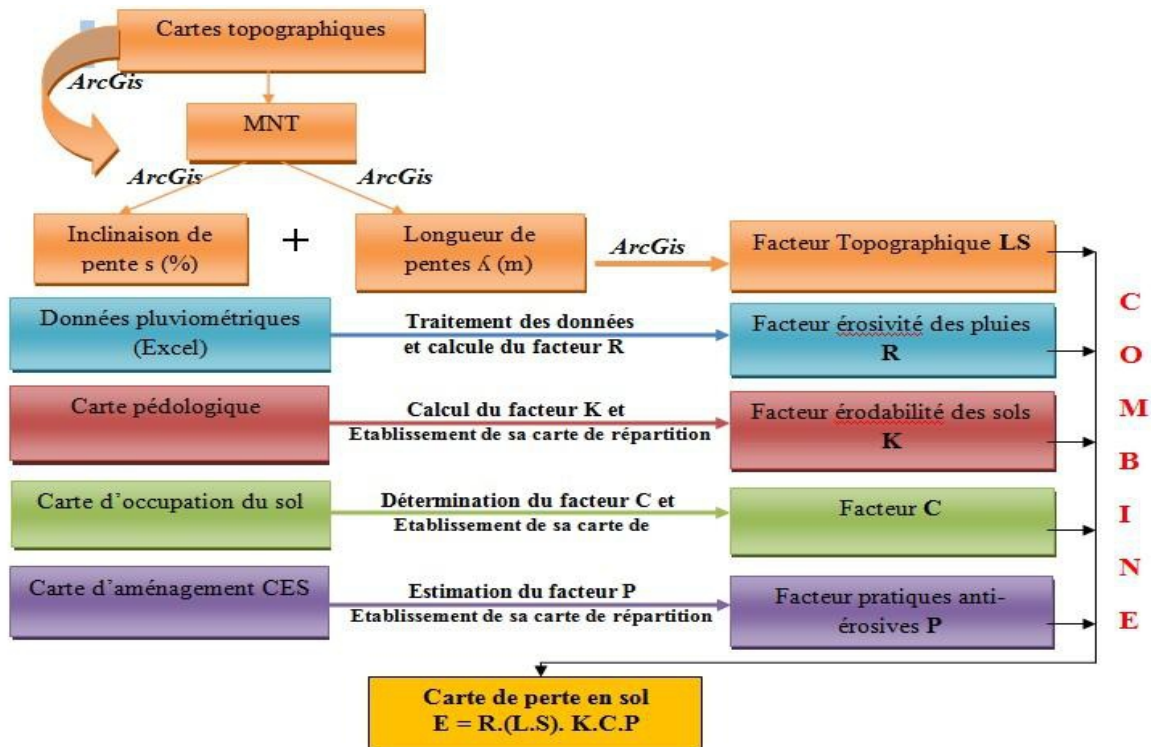 Cartes topographiques
ArcGis
MNT
ArcGis
ArcGis
Inclinaison de
pente s (%)
+
Longueur de
pentes ʎ (m)
ArcGis
Facteur Topographique LS
Données pluviométriques
(Excel)
Traitement des données
et calcule du facteur R
Facteur érosivité des pluies
R
Carte pédologique
Calcul du facteur K et
Etablissement de sa carte de répartition
Facteur érodabilité des sols
K
Carte d'occupation du sol
Détermination du facteur C et
Etablissement de sa carte de
Facteur C
Carte d'aménagement CES
Estimation du facteur P
Etablissement de sa carte de répartition
Facteur pratiques anti-
érosives P
C
O
M
B
I
N
E
Carte de perte en sol
E = R.(L.S). K.C.P